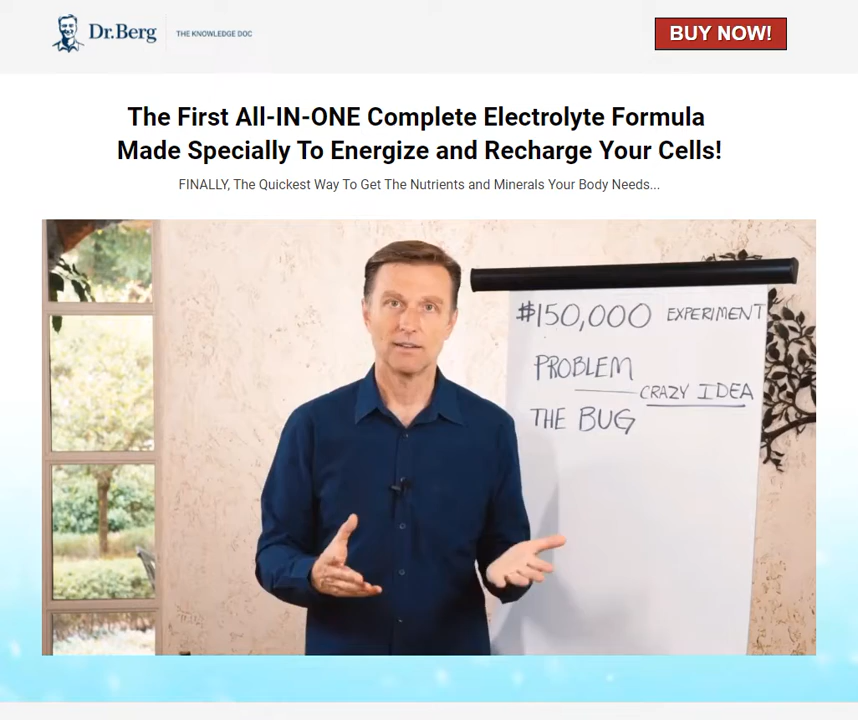 Dr.Berg
THE KNOWLEDGE DOC
BUY NOW!
The First All-IN-ONE Complete Electrolyte Formula
Made Specially To Energize and Recharge Your Cells!
FINALLY, The Quickest Way To Get The Nutrients and Minerals Your Body Needs...
$150,000 EXPERIMENT
PROBLEM
CRAZY IDEA
THE BUG